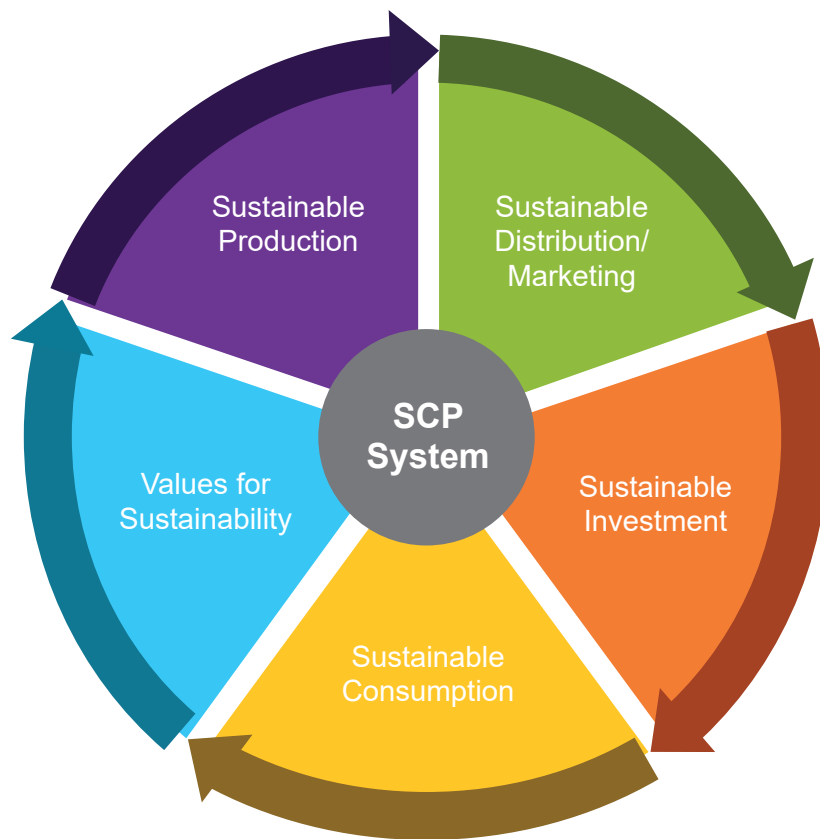 Sustainable
Production
Sustainable
Distribution/
Marketing
SCP
System
Values for
Sustainability
Sustainable
Investment
Sustainable
Consumption